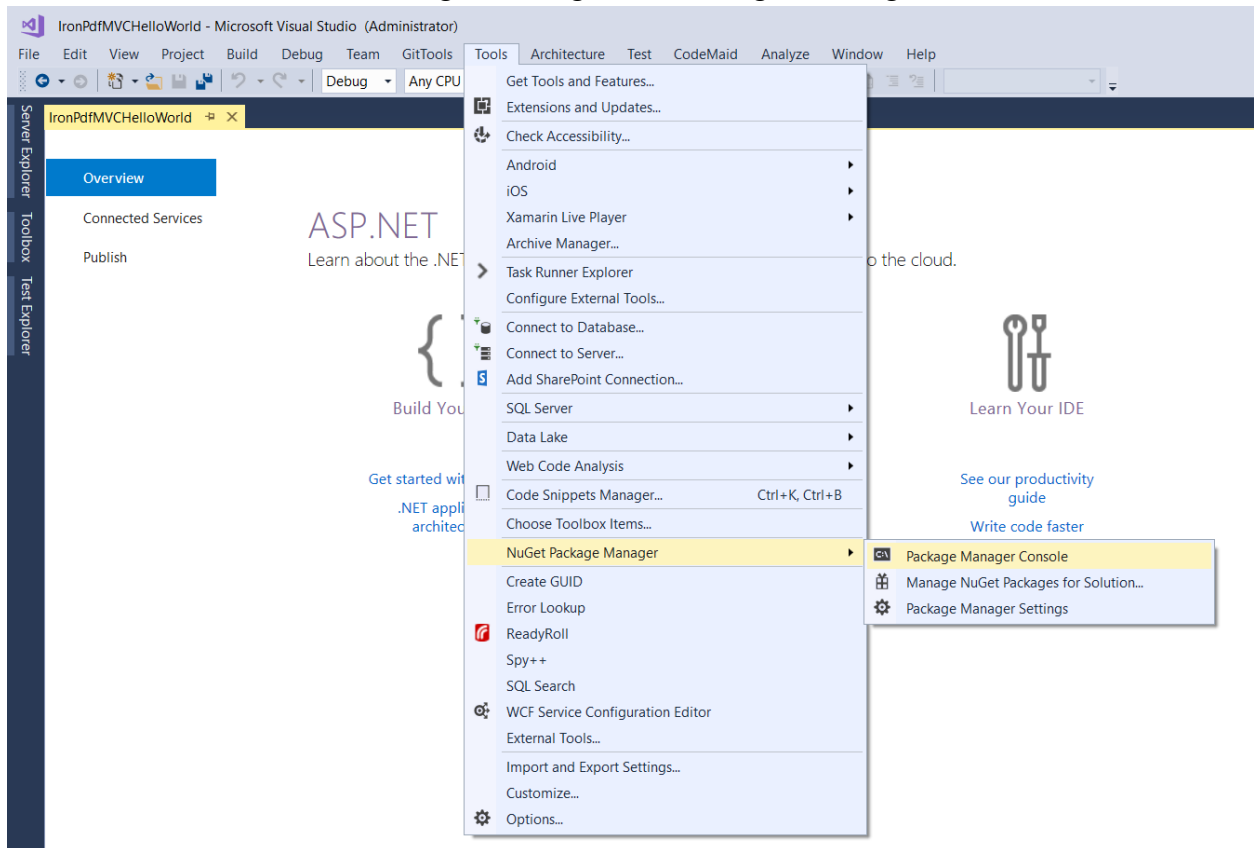 IronPdfMVCHelloWorld - Microsoft Visual Studio (Administrator)
File Edit View Project Build Debug Team GitTools Tools Architecture Test CodeMaid Analyze Window Help
Debug Any CPU
Server Explorer
Toolbox
Test Explorer
IronPdfMVCHelloWorld
Overview
Connected Services
Publish
ASP.NET
Learn about the .NET
o the cloud.
Build You
Get started wit
.NET appli
architec
Learn Your IDE
See our productivity
guide
Write code faster
Get Tools and Features...
Extensions and Updates...
Check Accessibility...
Android
iOS
Xamarin Live Player
Archive Manager...
Task Runner Explorer
Configure External Tools...
Connect to Database...
Connect to Server...
Add SharePoint Connection...
SQL Server
Data Lake
Web Code Analysis
Code Snippets Manager... Ctrl+K, Ctrl+B
Choose Toolbox Items...
NuGet Package Manager
Create GUID
Error Lookup
ReadyRoll
Spy++
SQL Search
WCF Service Configuration Editor
External Tools...
Import and Export Settings...
Customize...
Options...
Package Manager Console
Manage NuGet Packages for Solution...
Package Manager Settings